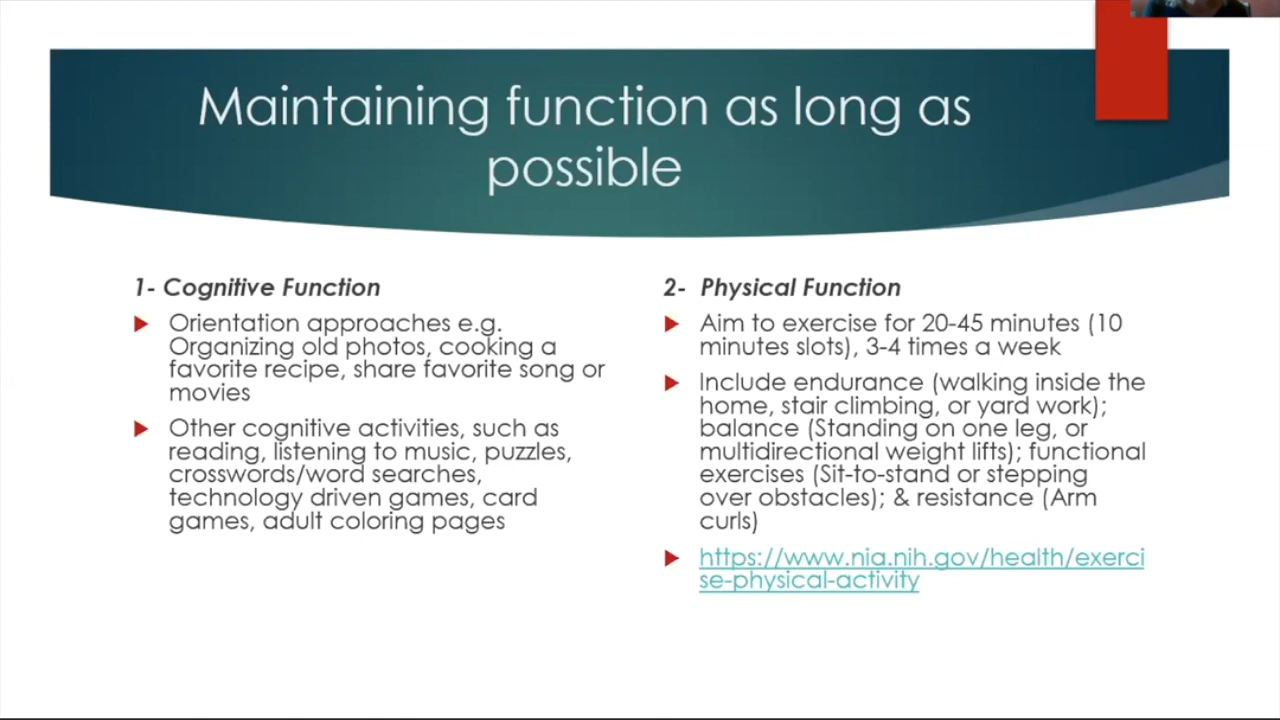 Maintaining function as long as
possible
1- Cognitive Function
Orientation approaches e.g.
Organizing old photos, cooking a
favorite recipe, share favorite song or
movies
Other cognitive activities, such as
reading, listening to music, puzzles,
crosswords/word searches,
technology driven games, card
games, adult coloring pages
2- Physical Function
Aim to exercise for 20-45 minutes (10
minutes slots), 3-4 times a week
Include endurance (walking inside the
home, stair climbing, or yard work);
balance (Standing on one leg, or
multidirectional weight lifts); functional
exercises (Sit-to-stand or stepping
over obstacles); & resistance (Arm
curls)
https://www.nia.nih.gov/health/exerci
se-physical-activity